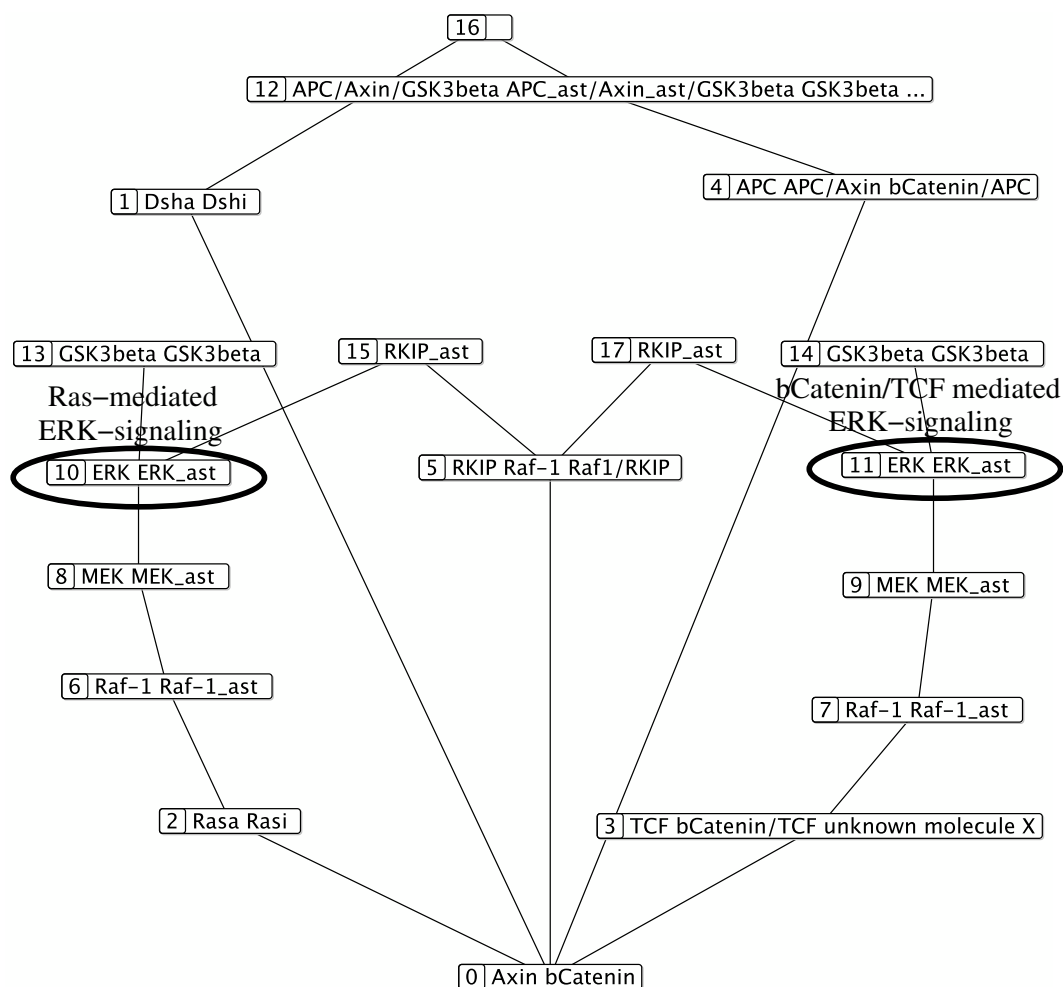 16
12 APC/Axin/GSK3beta APC_ast/Axin_ast/GSK3beta GSK3beta ...
1 Dsha Dshi
4 APC APC/Axin bCatenin/APC
13 GSK3beta GSK3beta
15 RKIP_ast
17 RKIP_ast
14 GSK3beta GSK3beta
Ras-mediated
ERK-signaling
bCatenin/TCF mediated
ERK-signaling
10 ERK ERK_ast
5 RKIP Raf-1 Raf1/RKIP
11 ERK ERK_ast
8 MEK MEK_ast
9 MEK MEK_ast
6 Raf-1 Raf-1_ast
7 Raf-1 Raf-1_ast
2 Rasa Rasi
3 TCF bCatenin/TCF unknown molecule X
0 Axin bCatenin